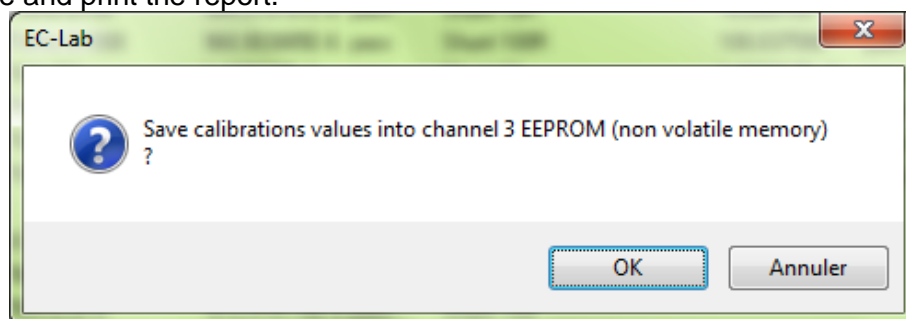 e and print the report.
EC-Lab
Save calibrations values into channel 3 EEPROM (non volatile memory)
?
OK
Annuler